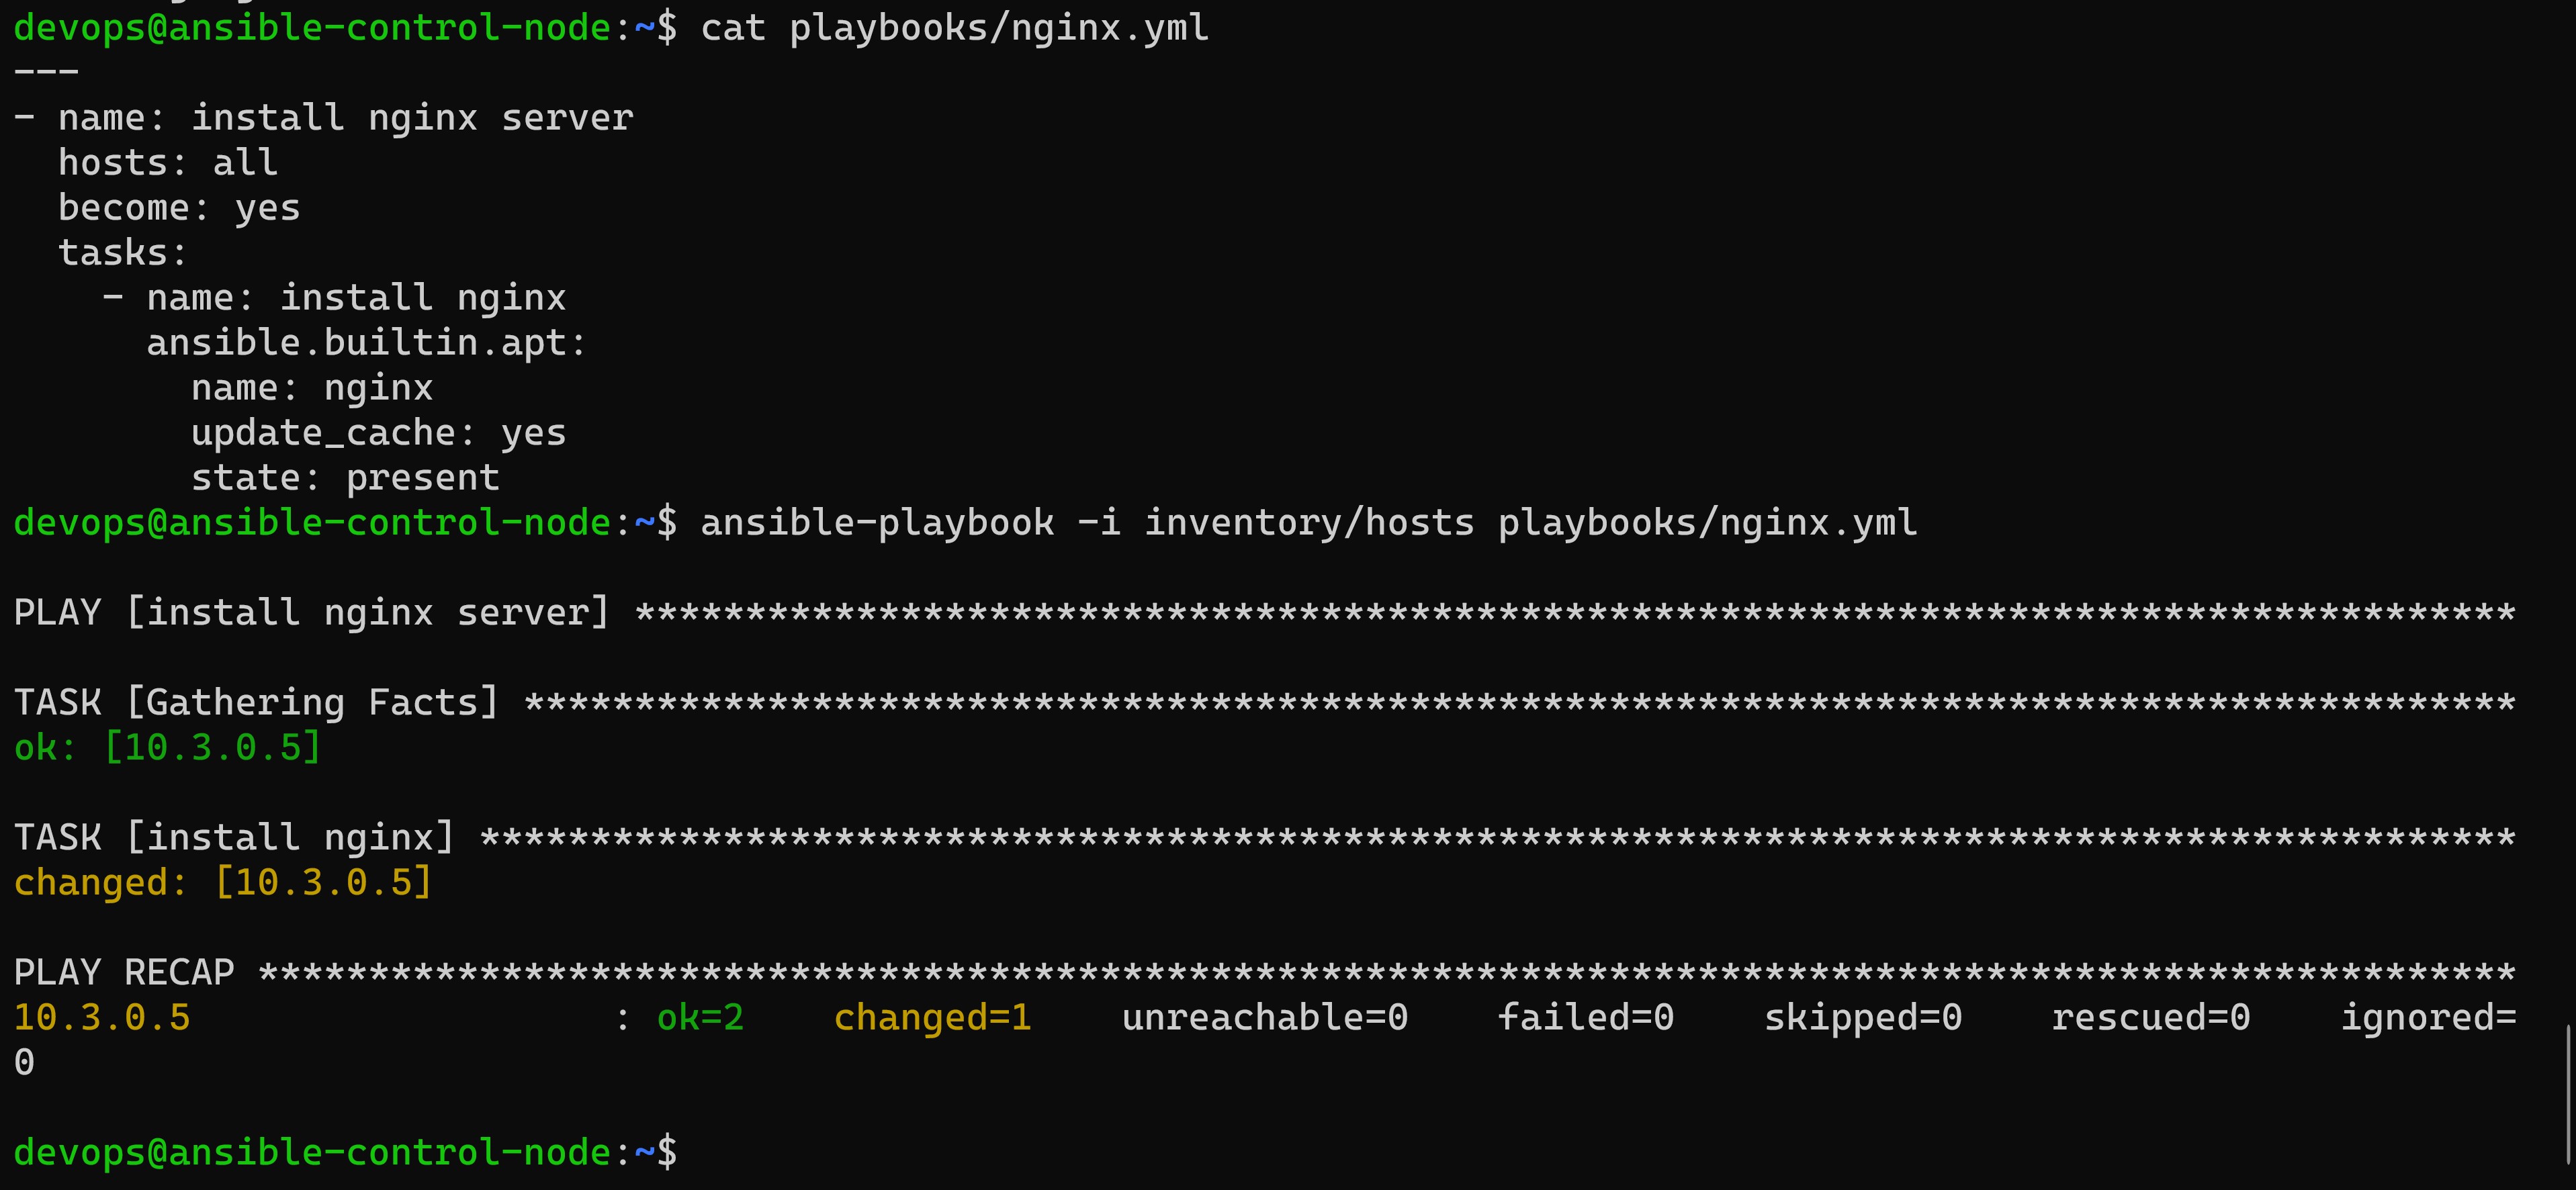 devops@ansible-control-node:~$ cat playbooks/nginx.yml
---
- name: install nginx server
  hosts: all
  become: yes
  tasks:
    - name: install nginx
      ansible.builtin.apt:
        name: nginx
        update_cache: yes
        state: present
devops@ansible-control-node:~$ ansible-playbook -i inventory/hosts playbooks/nginx.yml

PLAY [install nginx server] *************************************************************************************

TASK [Gathering Facts] ******************************************************************************************
ok: [10.3.0.5]

TASK [install nginx] ********************************************************************************************
changed: [10.3.0.5]

PLAY RECAP ******************************************************************************************************
10.3.0.5                   : ok=2    changed=1    unreachable=0    failed=0    skipped=0    rescued=0    ignored=
0

devops@ansible-control-node:~$